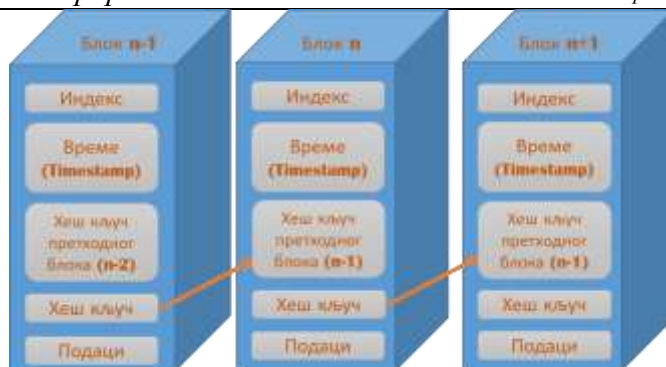 Блок n-1
Индекс
Време
(Timestamp)
Хеш кључ
претходног
блока (n-2)
Хеш кључ
Подаци
Блок n
Индекс
Време
(Timestamp)
Хеш кључ
претходног
блока (n-1)
Хеш кључ
Подаци
Блок n+1
Индекс
Време
(Timestamp)
Хеш кључ
претходног
блока (n-1)
Хеш кључ
Подаци